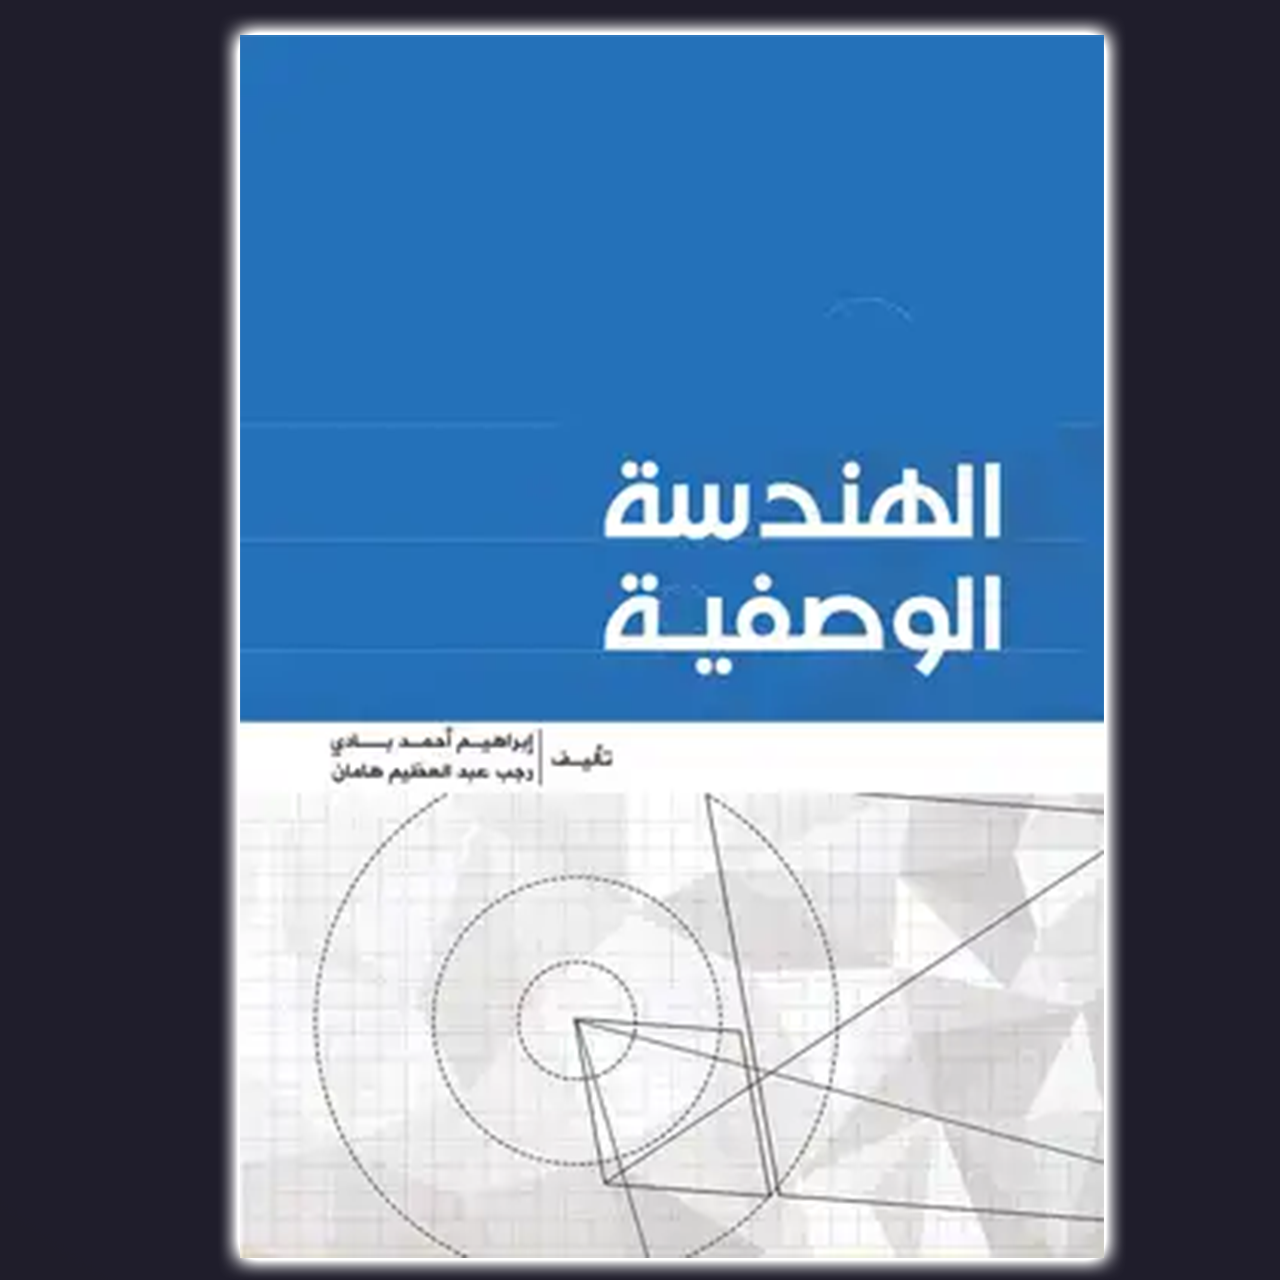 الهندسة
الوصفية
تأليف
إبراهيم أحمد بادي
رجب عبد العظيم هامان